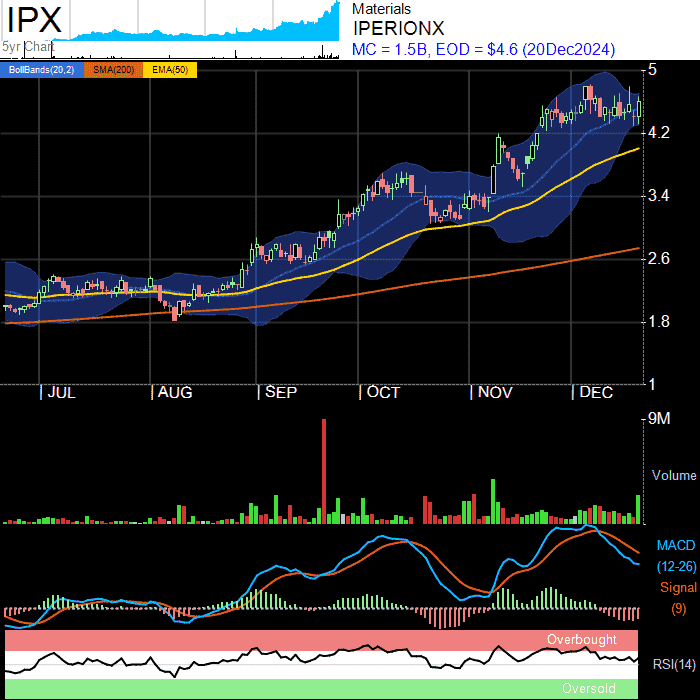 IPX
5yr Chart
Materials
IPERIONX
MC = 1.5B, EOD = $4.6 (20Dec2024)
BollBands(20,2) SMA(200) EMA(50)
5
4.2
3.4
2.6
1.8
1
JUL AUG SEP OCT NOV DEC
9M
Volume
MACD
(12-26)
Signal
(9)
Overbought
RSI(14)
Oversold